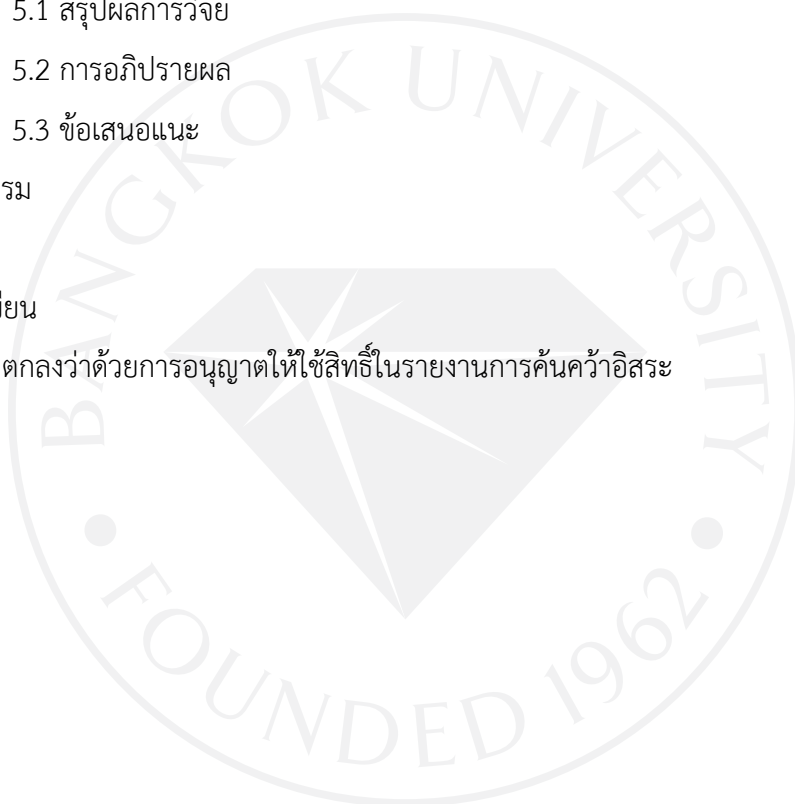 5.1 สรุปผลการวิจัย
5.2 การอภิปรายผล
5.3 ข้อเสนอแนะ
รม
ขียน
ตกลงว่าด้วยการอนุญาตให้ใช้สิทธิ์ในรายงานการค้นคว้าอิสระ
BANGKOK UNIVERSITY
• FOUNDED 1962 •